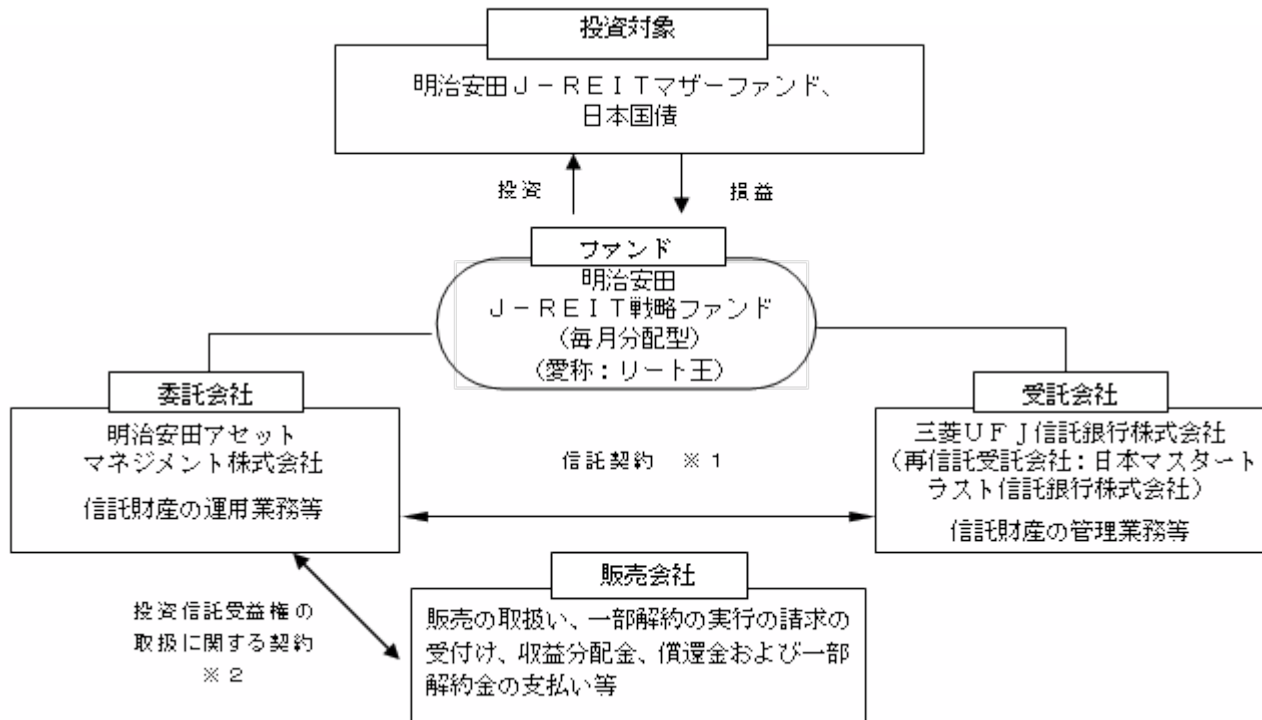 投資対象
明治安田J－REITマザーファンド、
日本国債
投資
損益
ファンド
明治安田
J－REIT戦略ファンド
(毎月分配型)
(愛称：リート王)
委託会社
明治安田アセット
マネジメント株式会社
信託財産の運用業務等
信託契約　※1
受託会社
三菱UFJ信託銀行株式会社
(再信託受託会社：日本マスタート
ラスト信託銀行株式会社)
信託財産の管理業務等
投資信託受益権の
取扱に関する契約
※2
販売会社
販売の取扱い、一部解約の実行の請求の
受付け、収益分配金、償還金および一部
解約金の支払い等